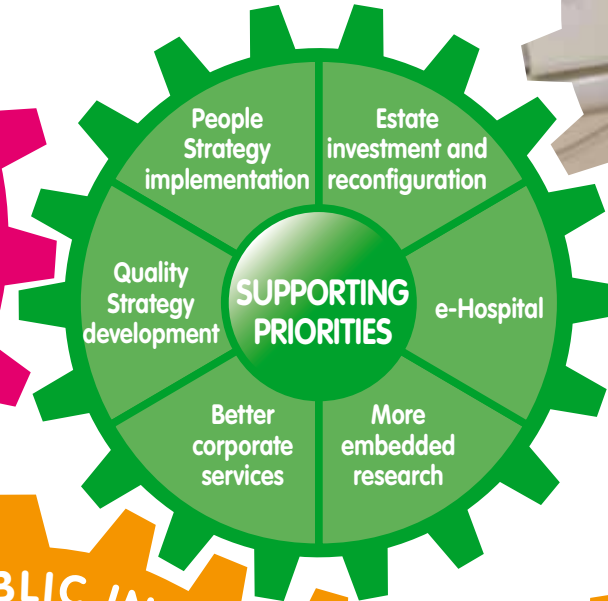 People
Strategy
implementation
Estate
investment and
reconfiguration
Quality
Strategy
development
SUPPORTING
PRIORITIES
e-Hospital
Better
corporate
services
More
embedded
research